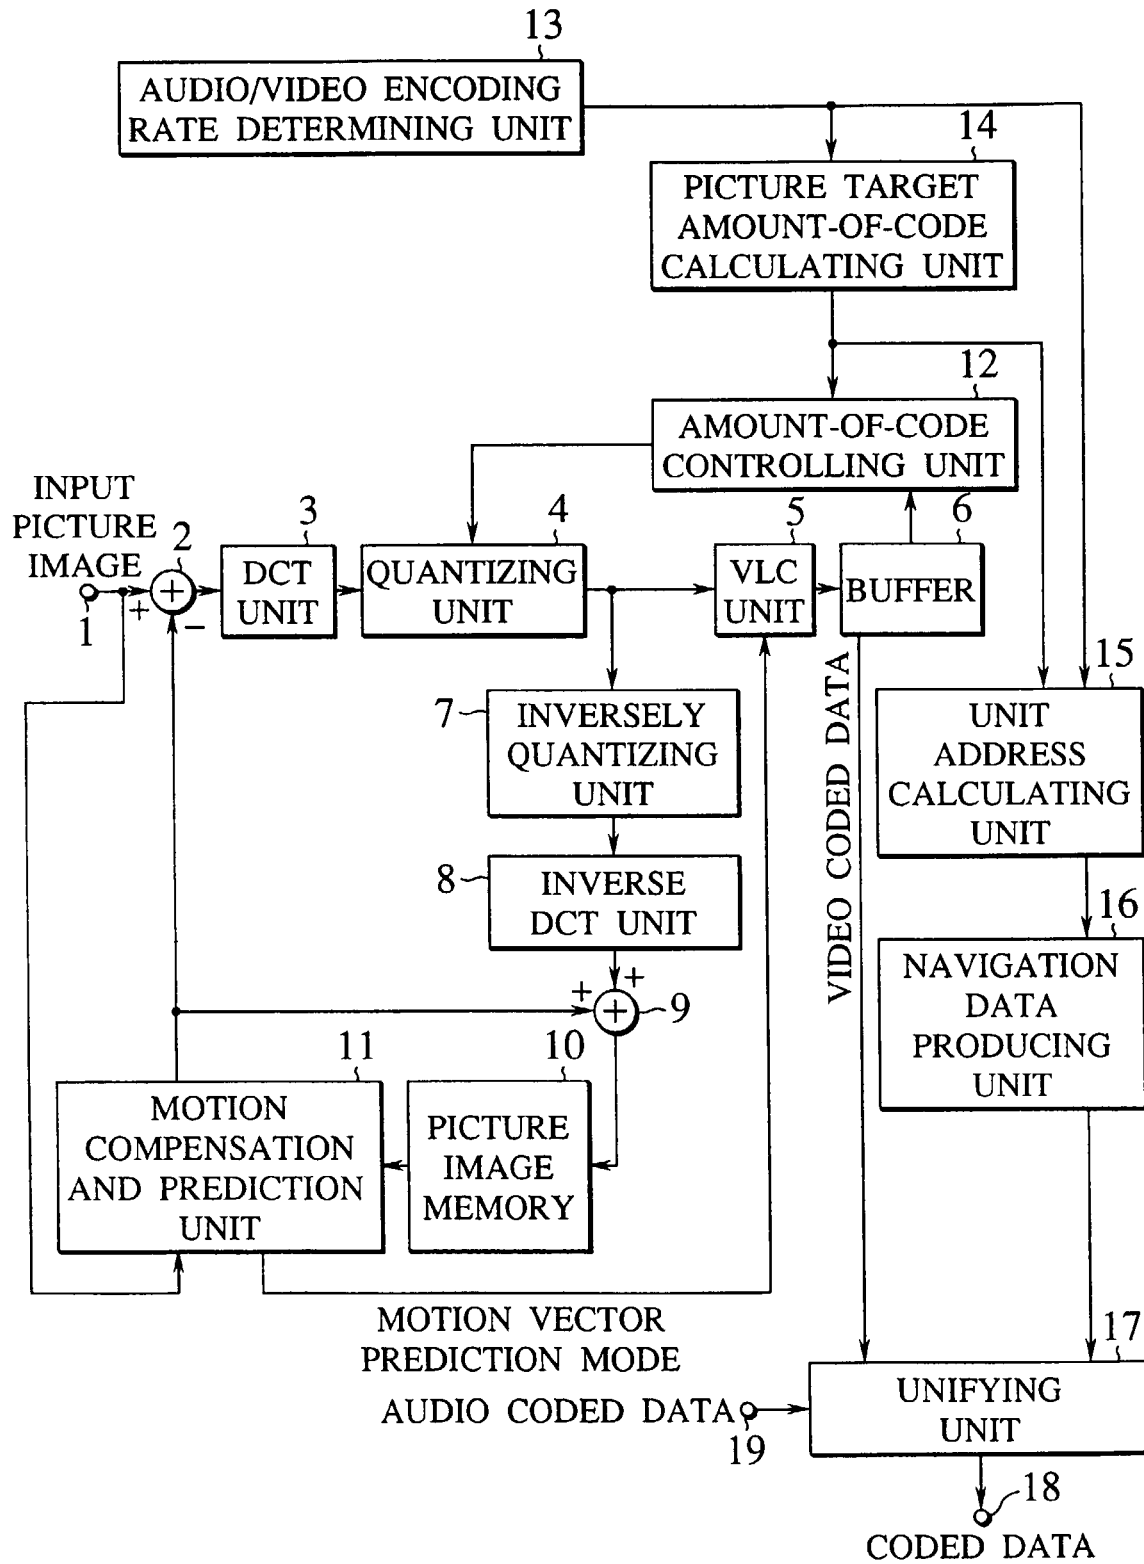 13
AUDIO/VIDEO ENCODING
RATE DETERMINING UNIT
14
PICTURE TARGET
AMOUNT-OF-CODE
CALCULATING UNIT
12
AMOUNT-OF-CODE
CONTROLLING UNIT
INPUT
PICTURE
IMAGE
1
+
2
+
−
3
DCT
UNIT
4
QUANTIZING
UNIT
5
VLC
UNIT
6
BUFFER
7
INVERSELY
QUANTIZING
UNIT
VIDEO CODED DATA
15
UNIT
ADDRESS
CALCULATING
UNIT
8
INVERSE
DCT UNIT
16
NAVIGATION
DATA
PRODUCING
UNIT
+
+
+
9
11
MOTION
COMPENSATION
AND PREDICTION
UNIT
10
PICTURE
IMAGE
MEMORY
MOTION VECTOR
PREDICTION MODE
17
UNIFYING
UNIT
AUDIO CODED DATA
19
18
CODED DATA